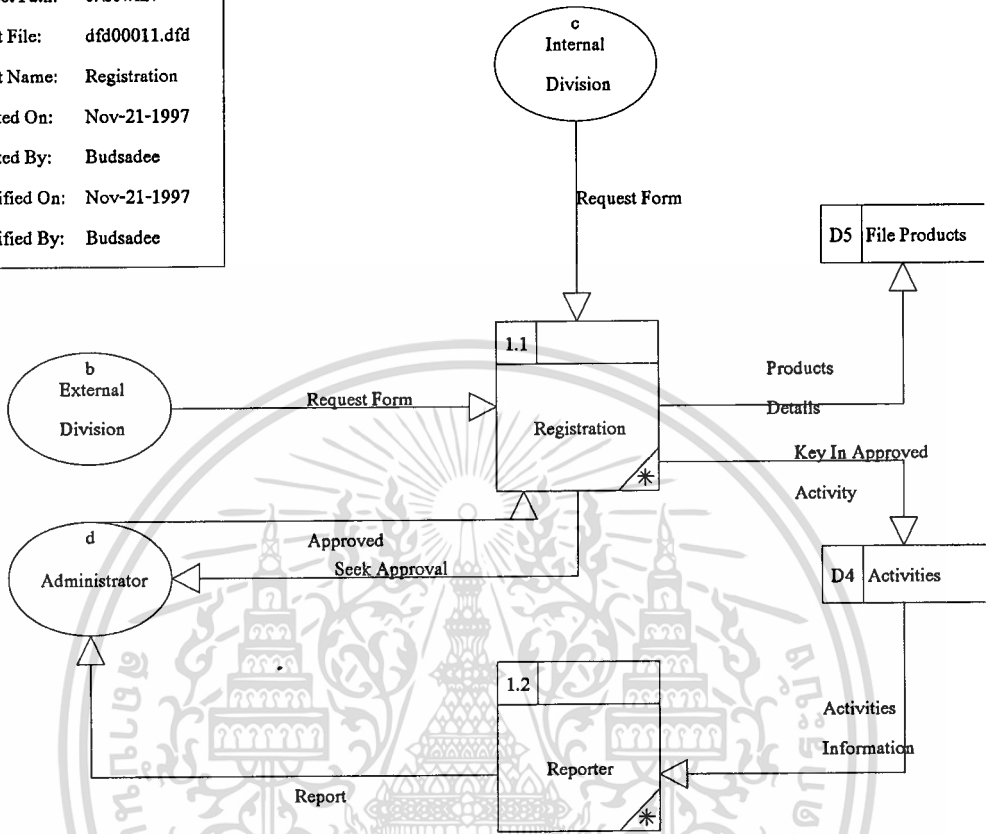 t File: dfd00011.dfd
t Name: Registration
ted On: Nov-21-1997
ted By: Budsadee
ified On: Nov-21-1997
ified By: Budsadee
c
Internal
Division
Request Form
D5 File Products
1.1
Registration
*
b
External
Division
Request Form
Products
Details
Key In Approved
Activity
d
Administrator
Approved
Seek Approval
D4 Activities
1.2
Reporter
*
Activities
Information
Report